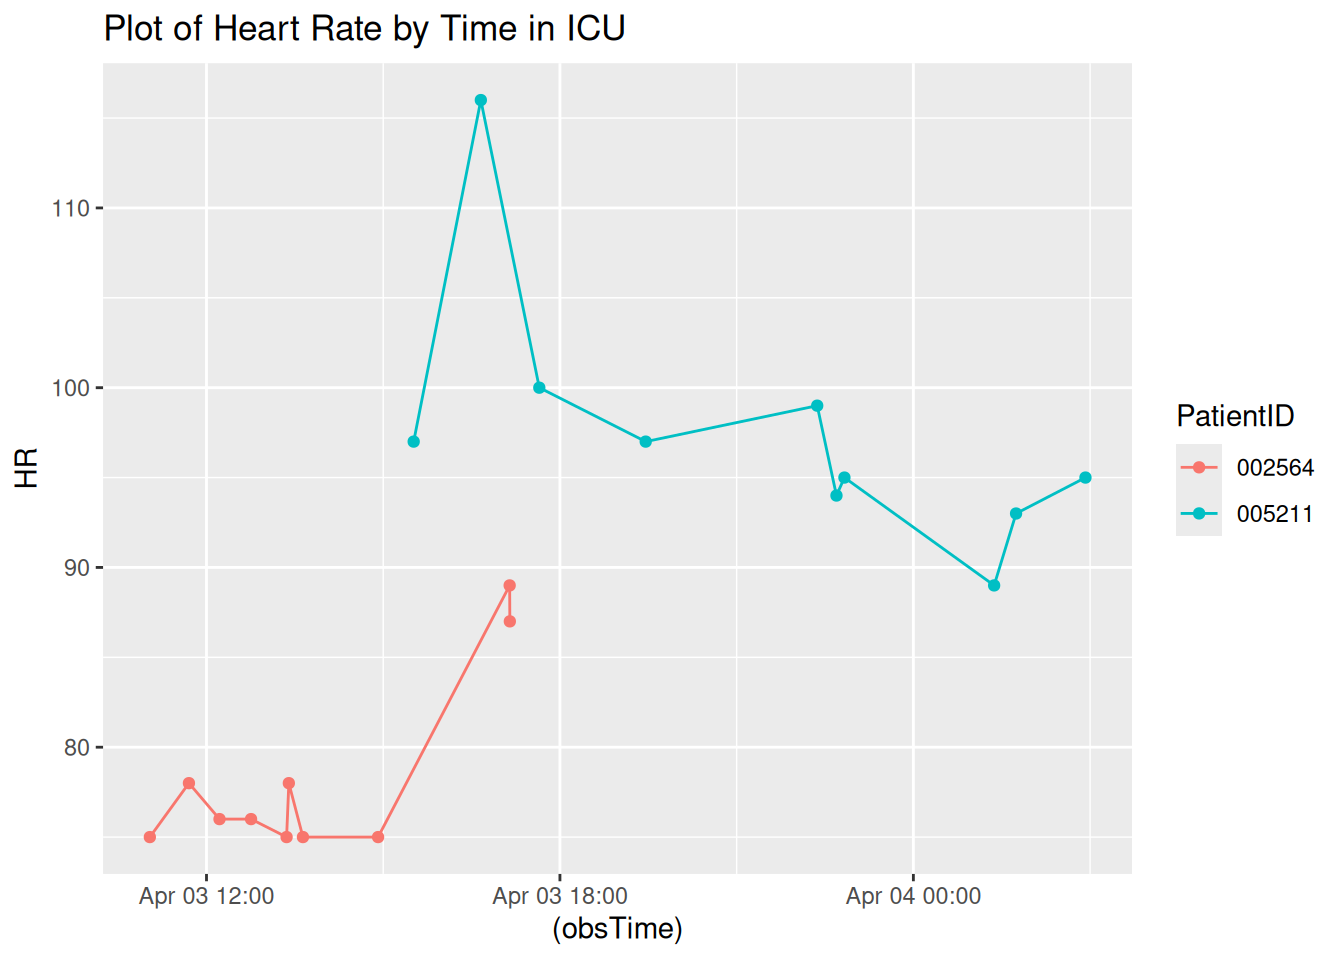 Plot of Heart Rate by Time in ICU
HR
110
100
90
80
Apr 03 12:00
Apr 03 18:00
Apr 04 00:00
(obsTime)
PatientID
002564
005211